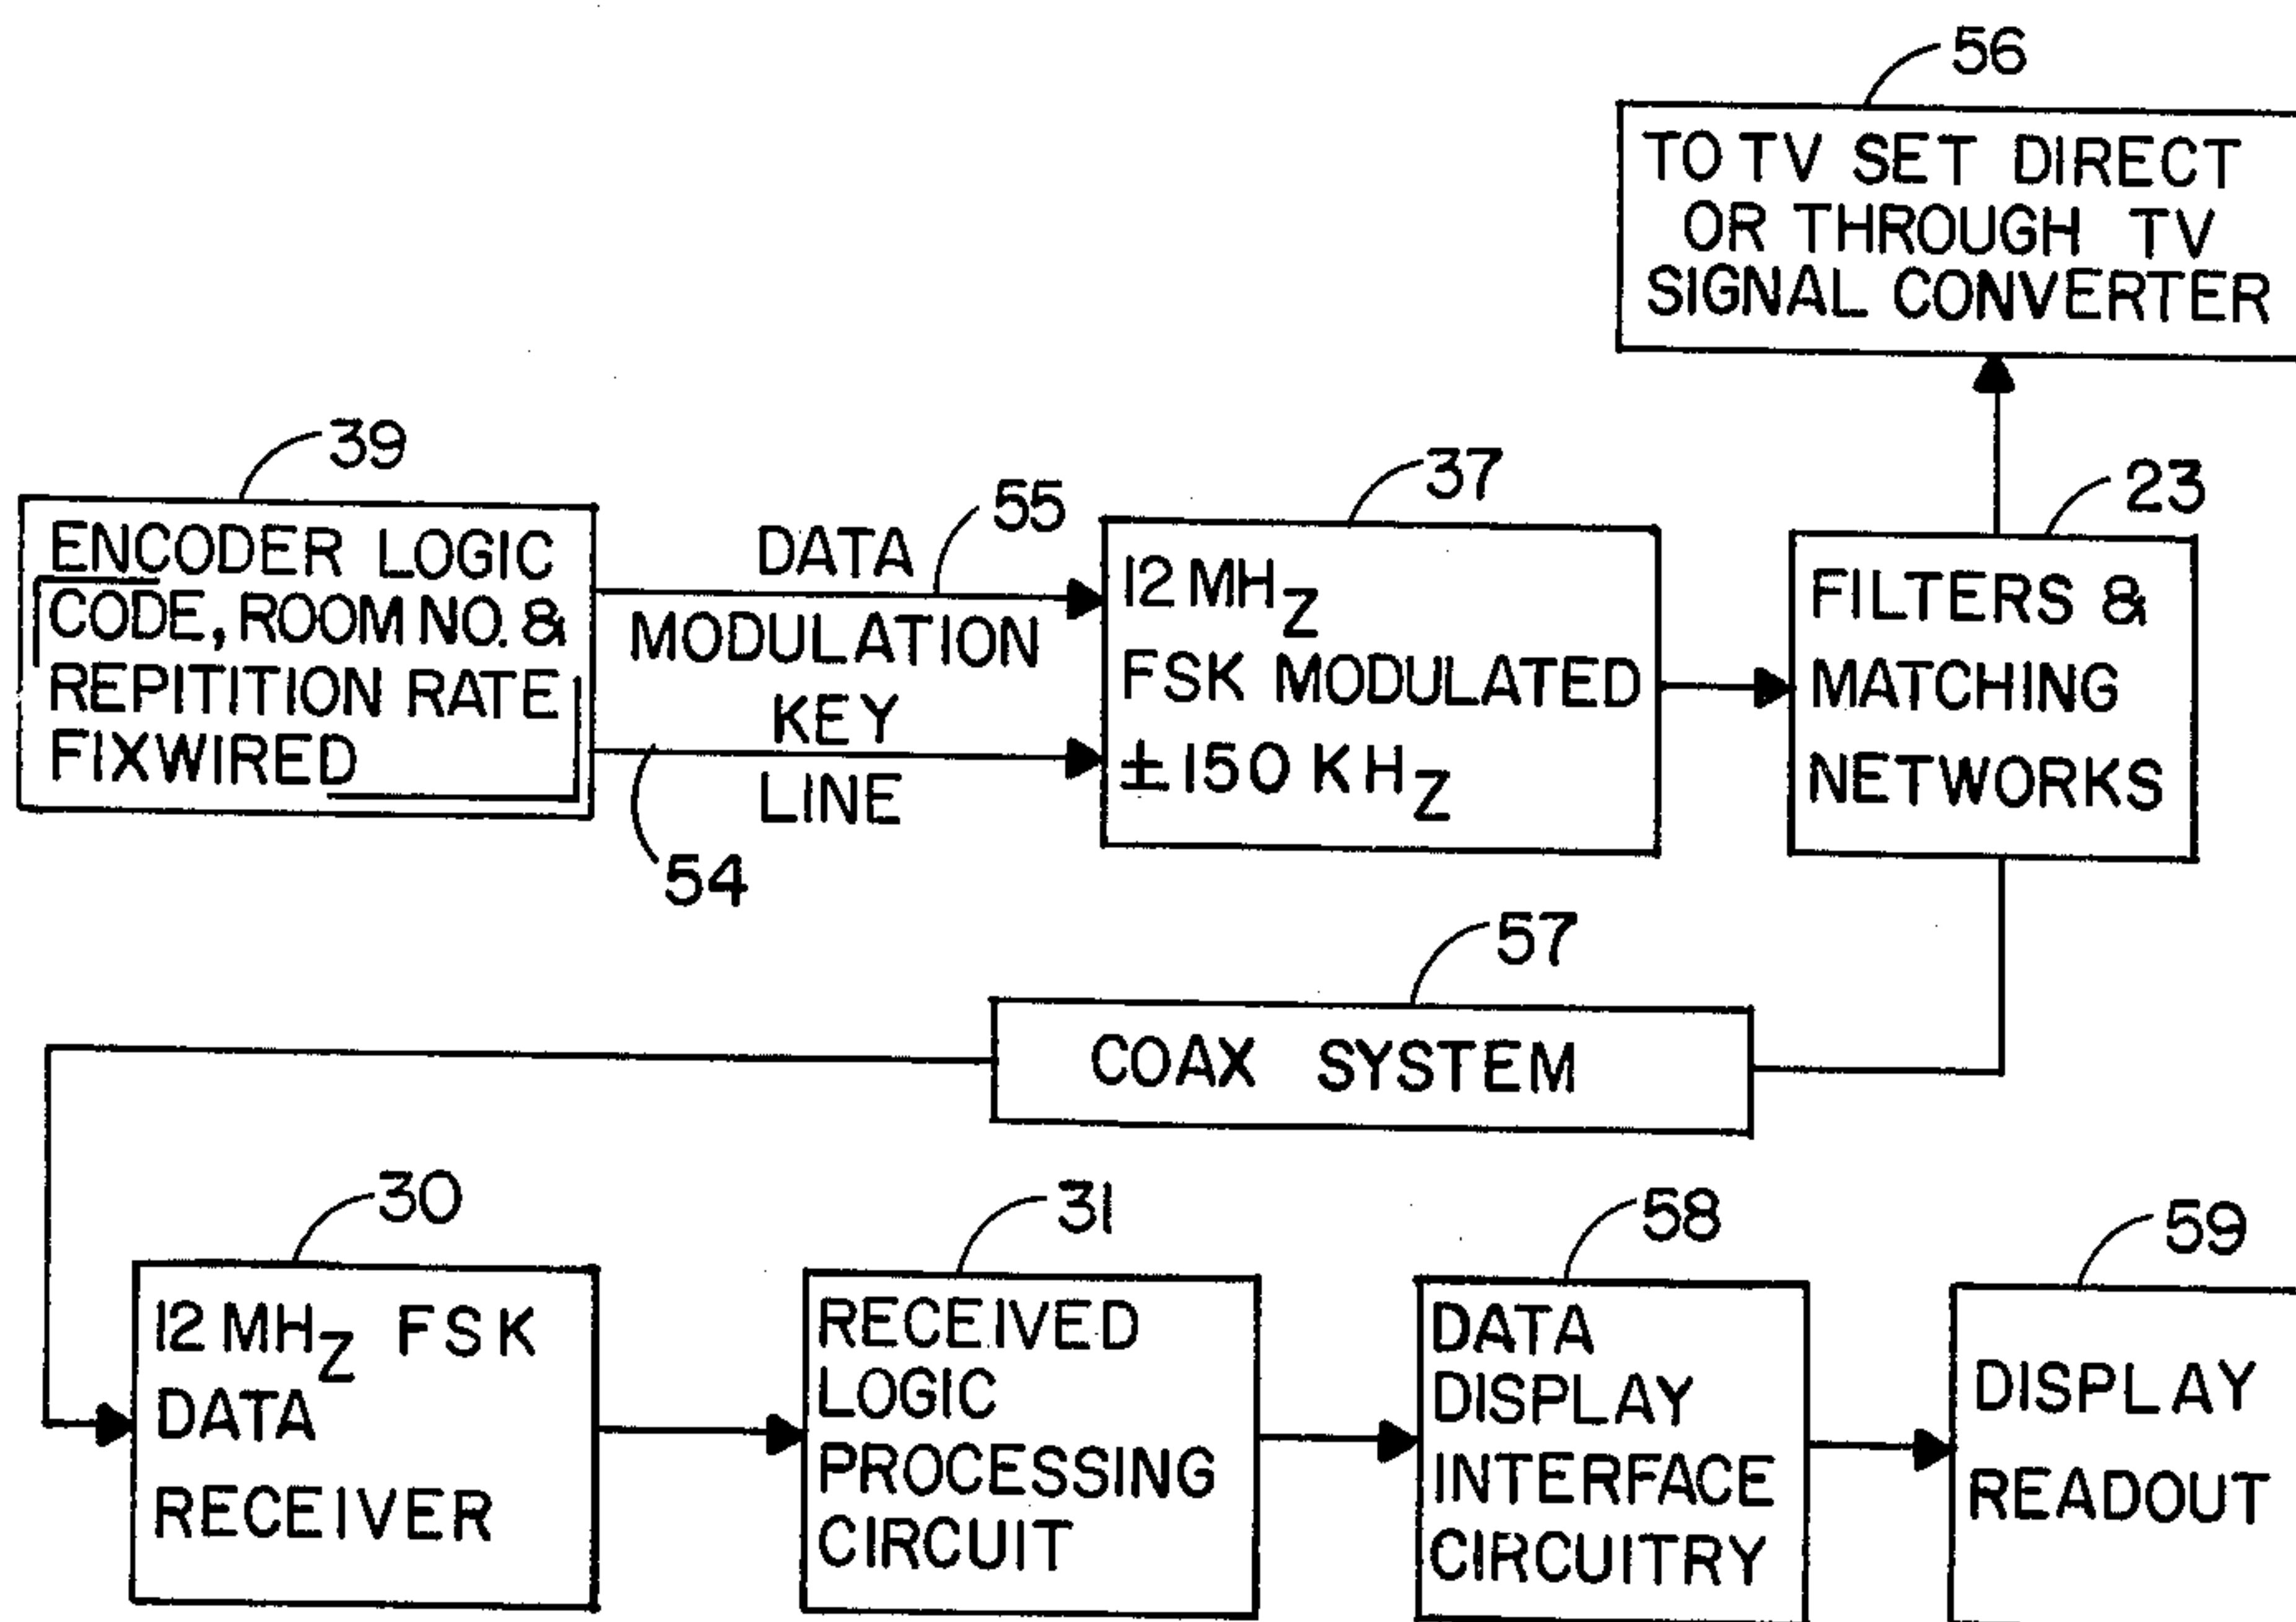 56
TO TV SET DIRECT
OR THROUGH TV
SIGNAL CONVERTER
39
ENCODER LOGIC
CODE, ROOM NO. &
REPITITION RATE
FIXWIRED
55
DATA
MODULATION
KEY
LINE
54
37
12 MHZ
FSK MODULATED
±150 KHZ
23
FILTERS &
MATCHING
NETWORKS
57
COAX SYSTEM
30
12 MHZ FSK
DATA
RECEIVER
31
RECEIVED
LOGIC
PROCESSING
CIRCUIT
58
DATA
DISPLAY
INTERFACE
CIRCUITRY
59
DISPLAY
READOUT